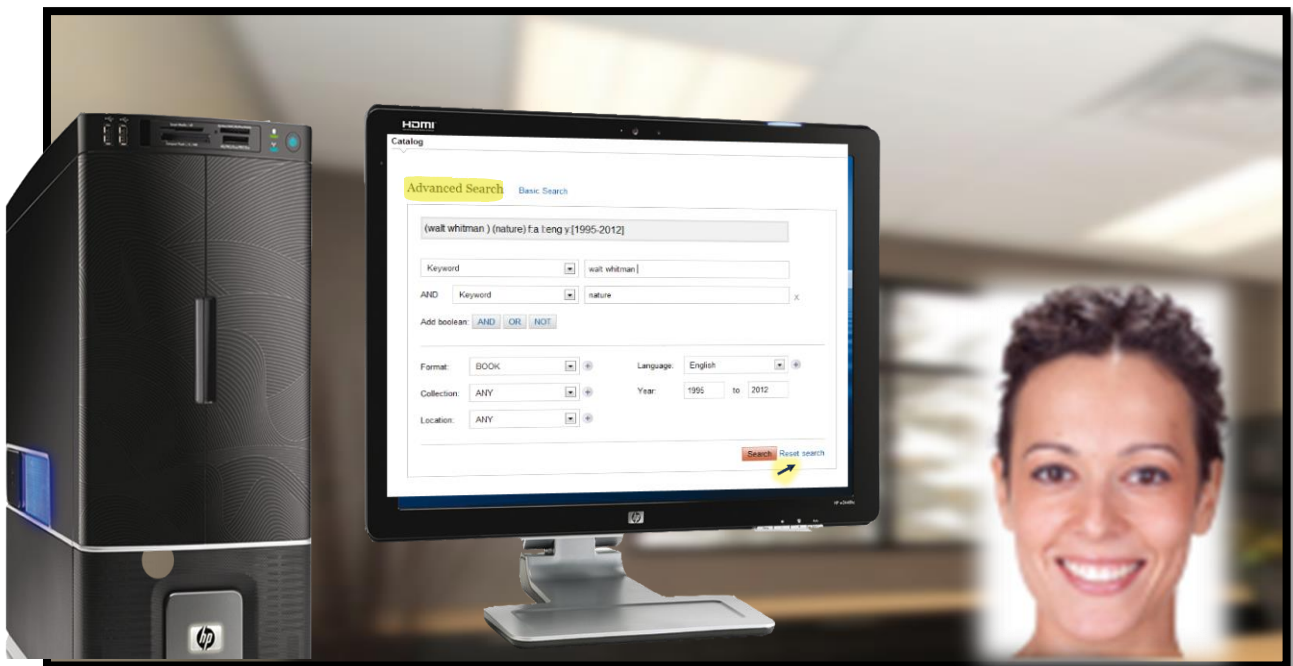 HDMI
Catalog
Advanced Search Basic Search
(walt whitman ) (nature) f:a l:eng y:[1995-2012]
Keyword walt whitman
AND Keyword nature x
Add boolean: AND OR NOT
Format: BOOK Language: English
Collection: ANY Year: 1995 to 2012
Location: ANY
Search Reset search
hp
hp